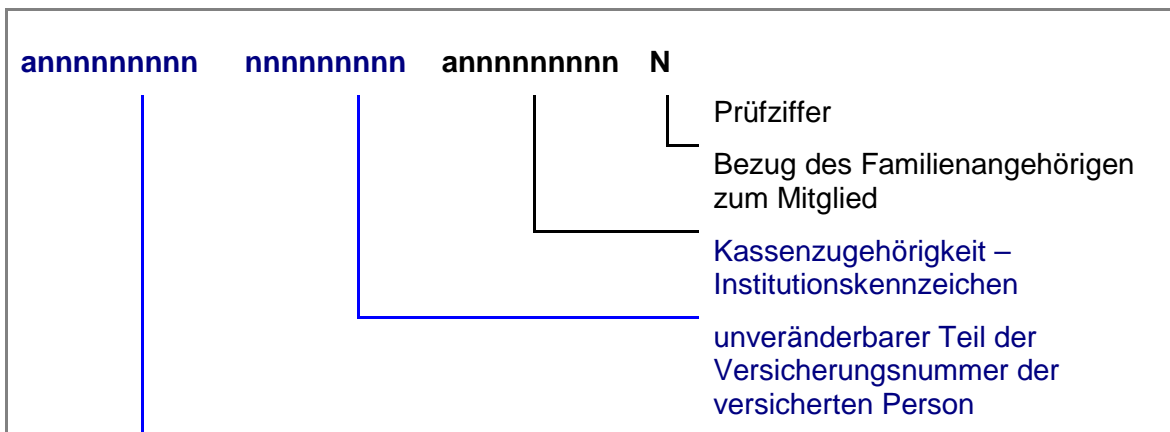 annnnnnnnn nnnnnnnnn annnnnnnnn N
Prüfziffer
Bezug des Familienangehörigen
zum Mitglied
Kassenzugehörigkeit –
Institutionskennzeichen
unveränderbarer Teil der
Versicherungsnummer der
versicherten Person